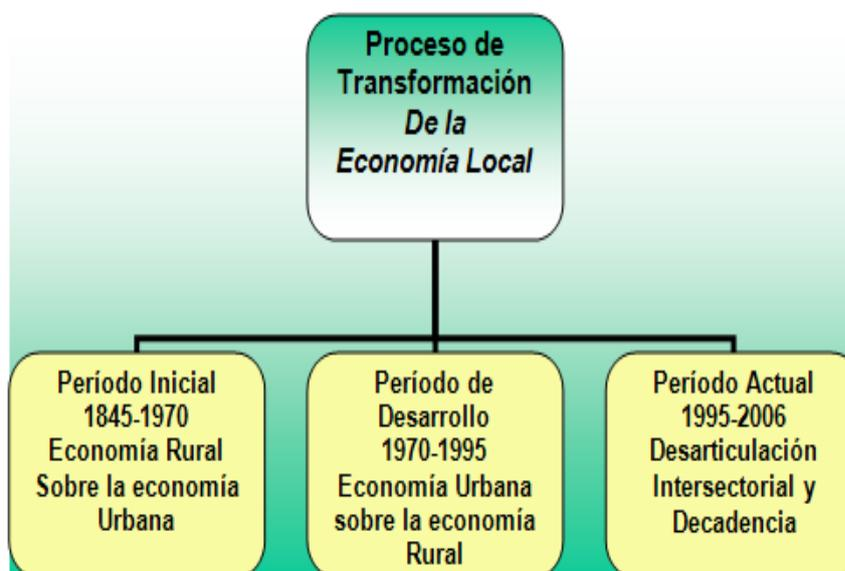 Proceso de
Transformación
De la
Economía Local
Período Inicial
1845-1970
Economía Rural
Sobre la economía
Urbana
Período de
Desarrollo
1970-1995
Economía Urbana
sobre la economía
Rural
Período Actual
1995-2006
Desarticulación
Intersectorial y
Decadencia